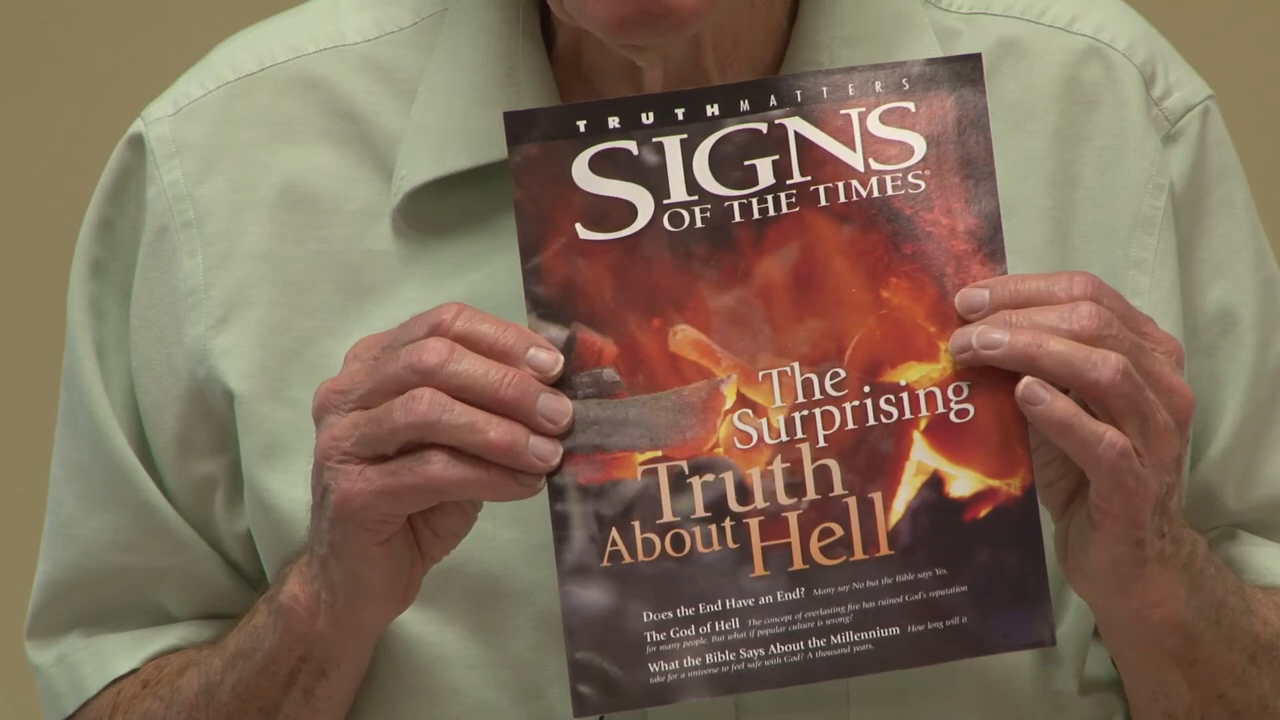 TRUTHMATTERS
SIGNS
OF THE TIMES®
The
Surprising
Truth
About Hell
Does the End Have an End? Many say No but the Bible says Yes.
The God of Hell The concept of everlasting fire has ruined God's reputation
for many people. But what if popular culture is wrong?
What the Bible Says About the Millennium How long will it
take for a universe to feel safe with God? A thousand years.